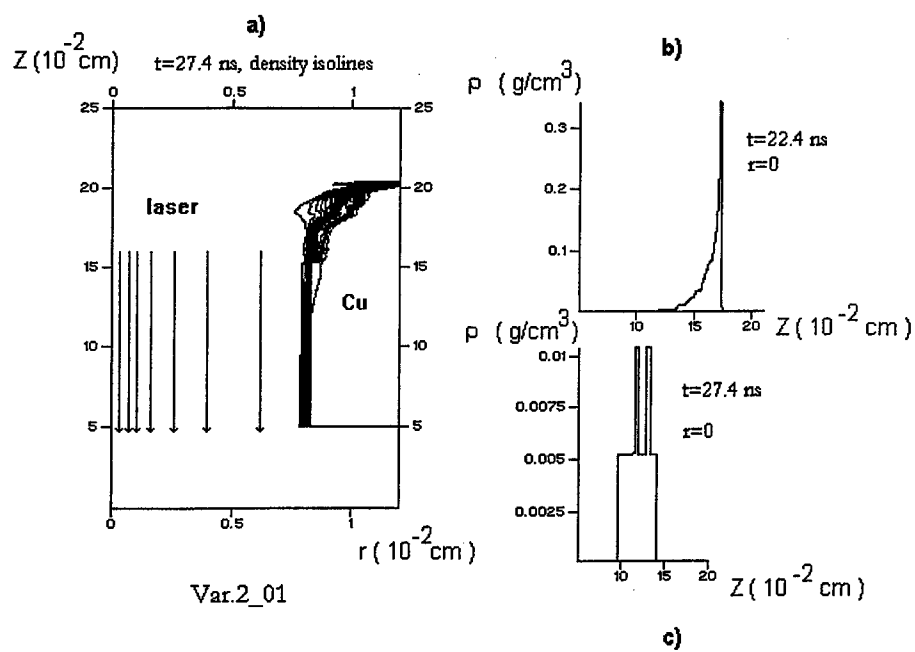 a)
Z (10⁻² cm)
t=27.4 ns, density isolines
0 0.5 1
25 25
20 20
laser
15 15
Cu
10 10
5 5
0 0.5 1
r ( 10⁻² cm )
Var.2_01
b)
ρ ( g/cm³ )
0.3
t=22.4 ns
r=0
0.2
0.1
10 15 20
Z (10⁻² cm)
ρ ( g/cm³ )
0.01
t=27.4 ns
0.0075
r=0
0.005
0.0025
10 15 20
Z (10⁻² cm)
c)